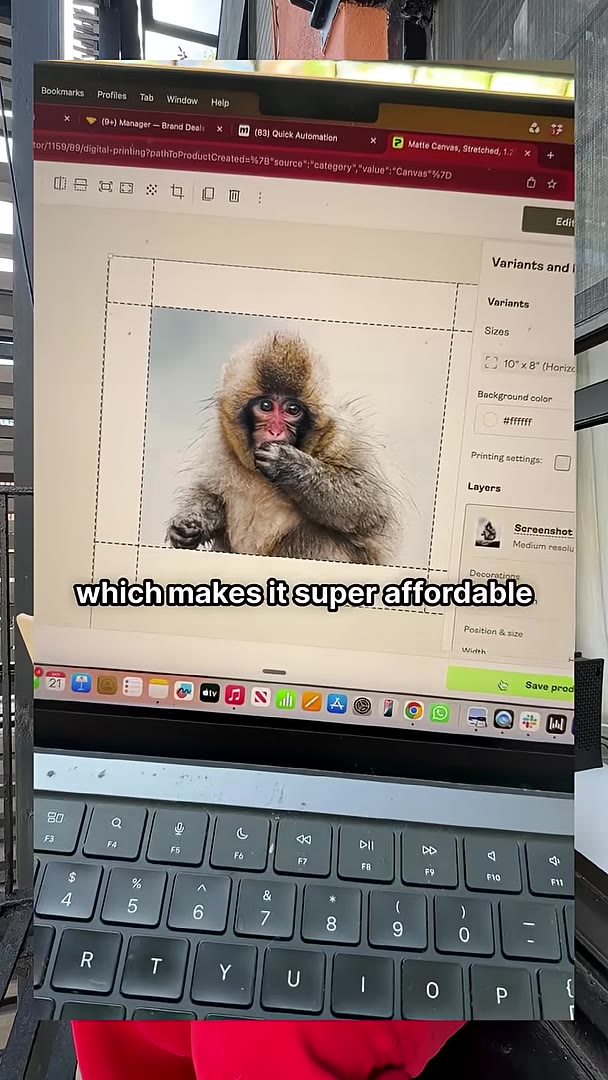 Bookmarks Profiles Tab Window Help
(9+) Manager — Brand Deal
(83) Quick Automation
Matte Canvas, Stretched, 1.2
tor/1159/99/digital-printing?pathToProductCreated=%7B"source":"category","value":"Canvas"%7D
Edit
Variants and
Variants
Sizes
10" x 8" (Horizo
Background color
#ffffff
Printing settings:
Layers
Screenshot
Medium resolu
Decorations
which makes it super affordable
Position & size
Width
Save prod
21
tv
F3 F4 F5 F6 F7 F8 F9 F10 F11
$ % ^ & * ( ) —
4 5 6 7 8 9 0 -
R T Y U I O P {